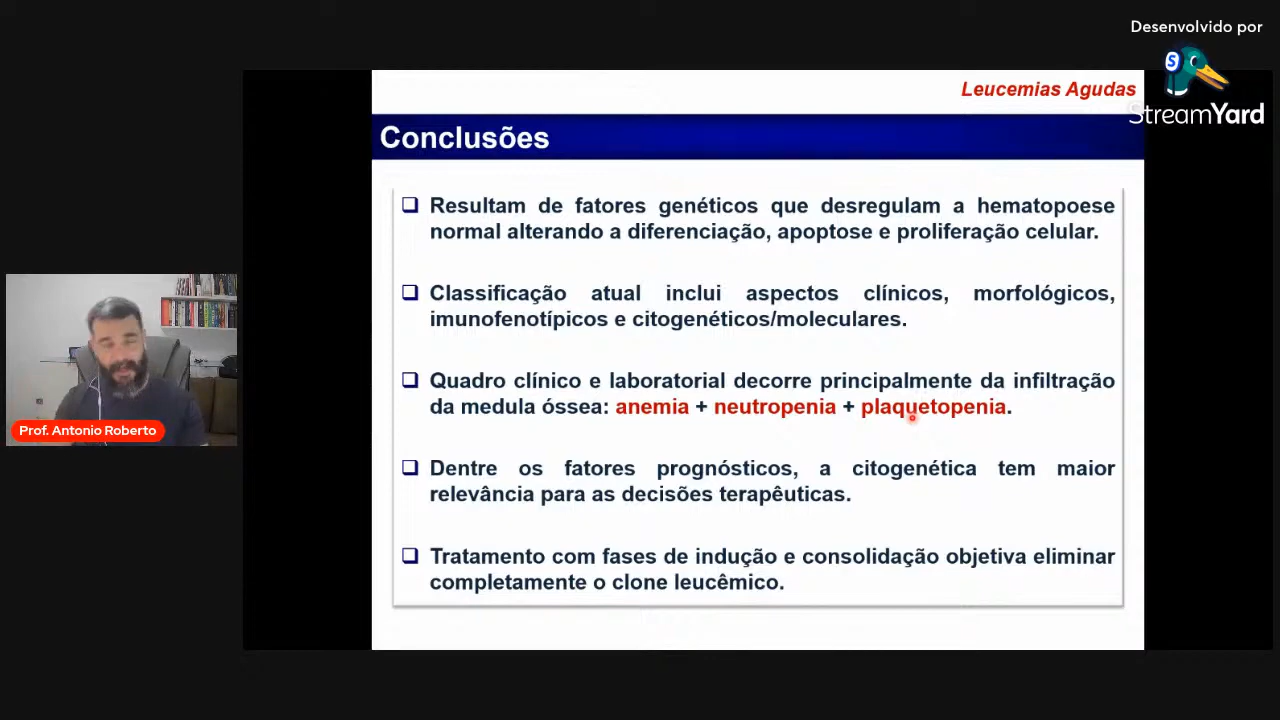 Desenvolvido por
StreamYard
Leucemias Agudas
Conclusões
Resultam de fatores genéticos que desregulam a hematopoese
normal alterando a diferenciação, apoptose e proliferação celular.
Classificação atual inclui aspectos clínicos, morfológicos,
imunofenotípicos e citogenéticos/moleculares.
Quadro clínico e laboratorial decorre principalmente da infiltração
da medula óssea: anemia + neutropenia + plaquetopenia.
Dentre os fatores prognósticos, a citogenética tem maior
relevância para as decisões terapêuticas.
Tratamento com fases de indução e consolidação objetiva eliminar
completamente o clone leucêmico.
Prof. Antonio Roberto